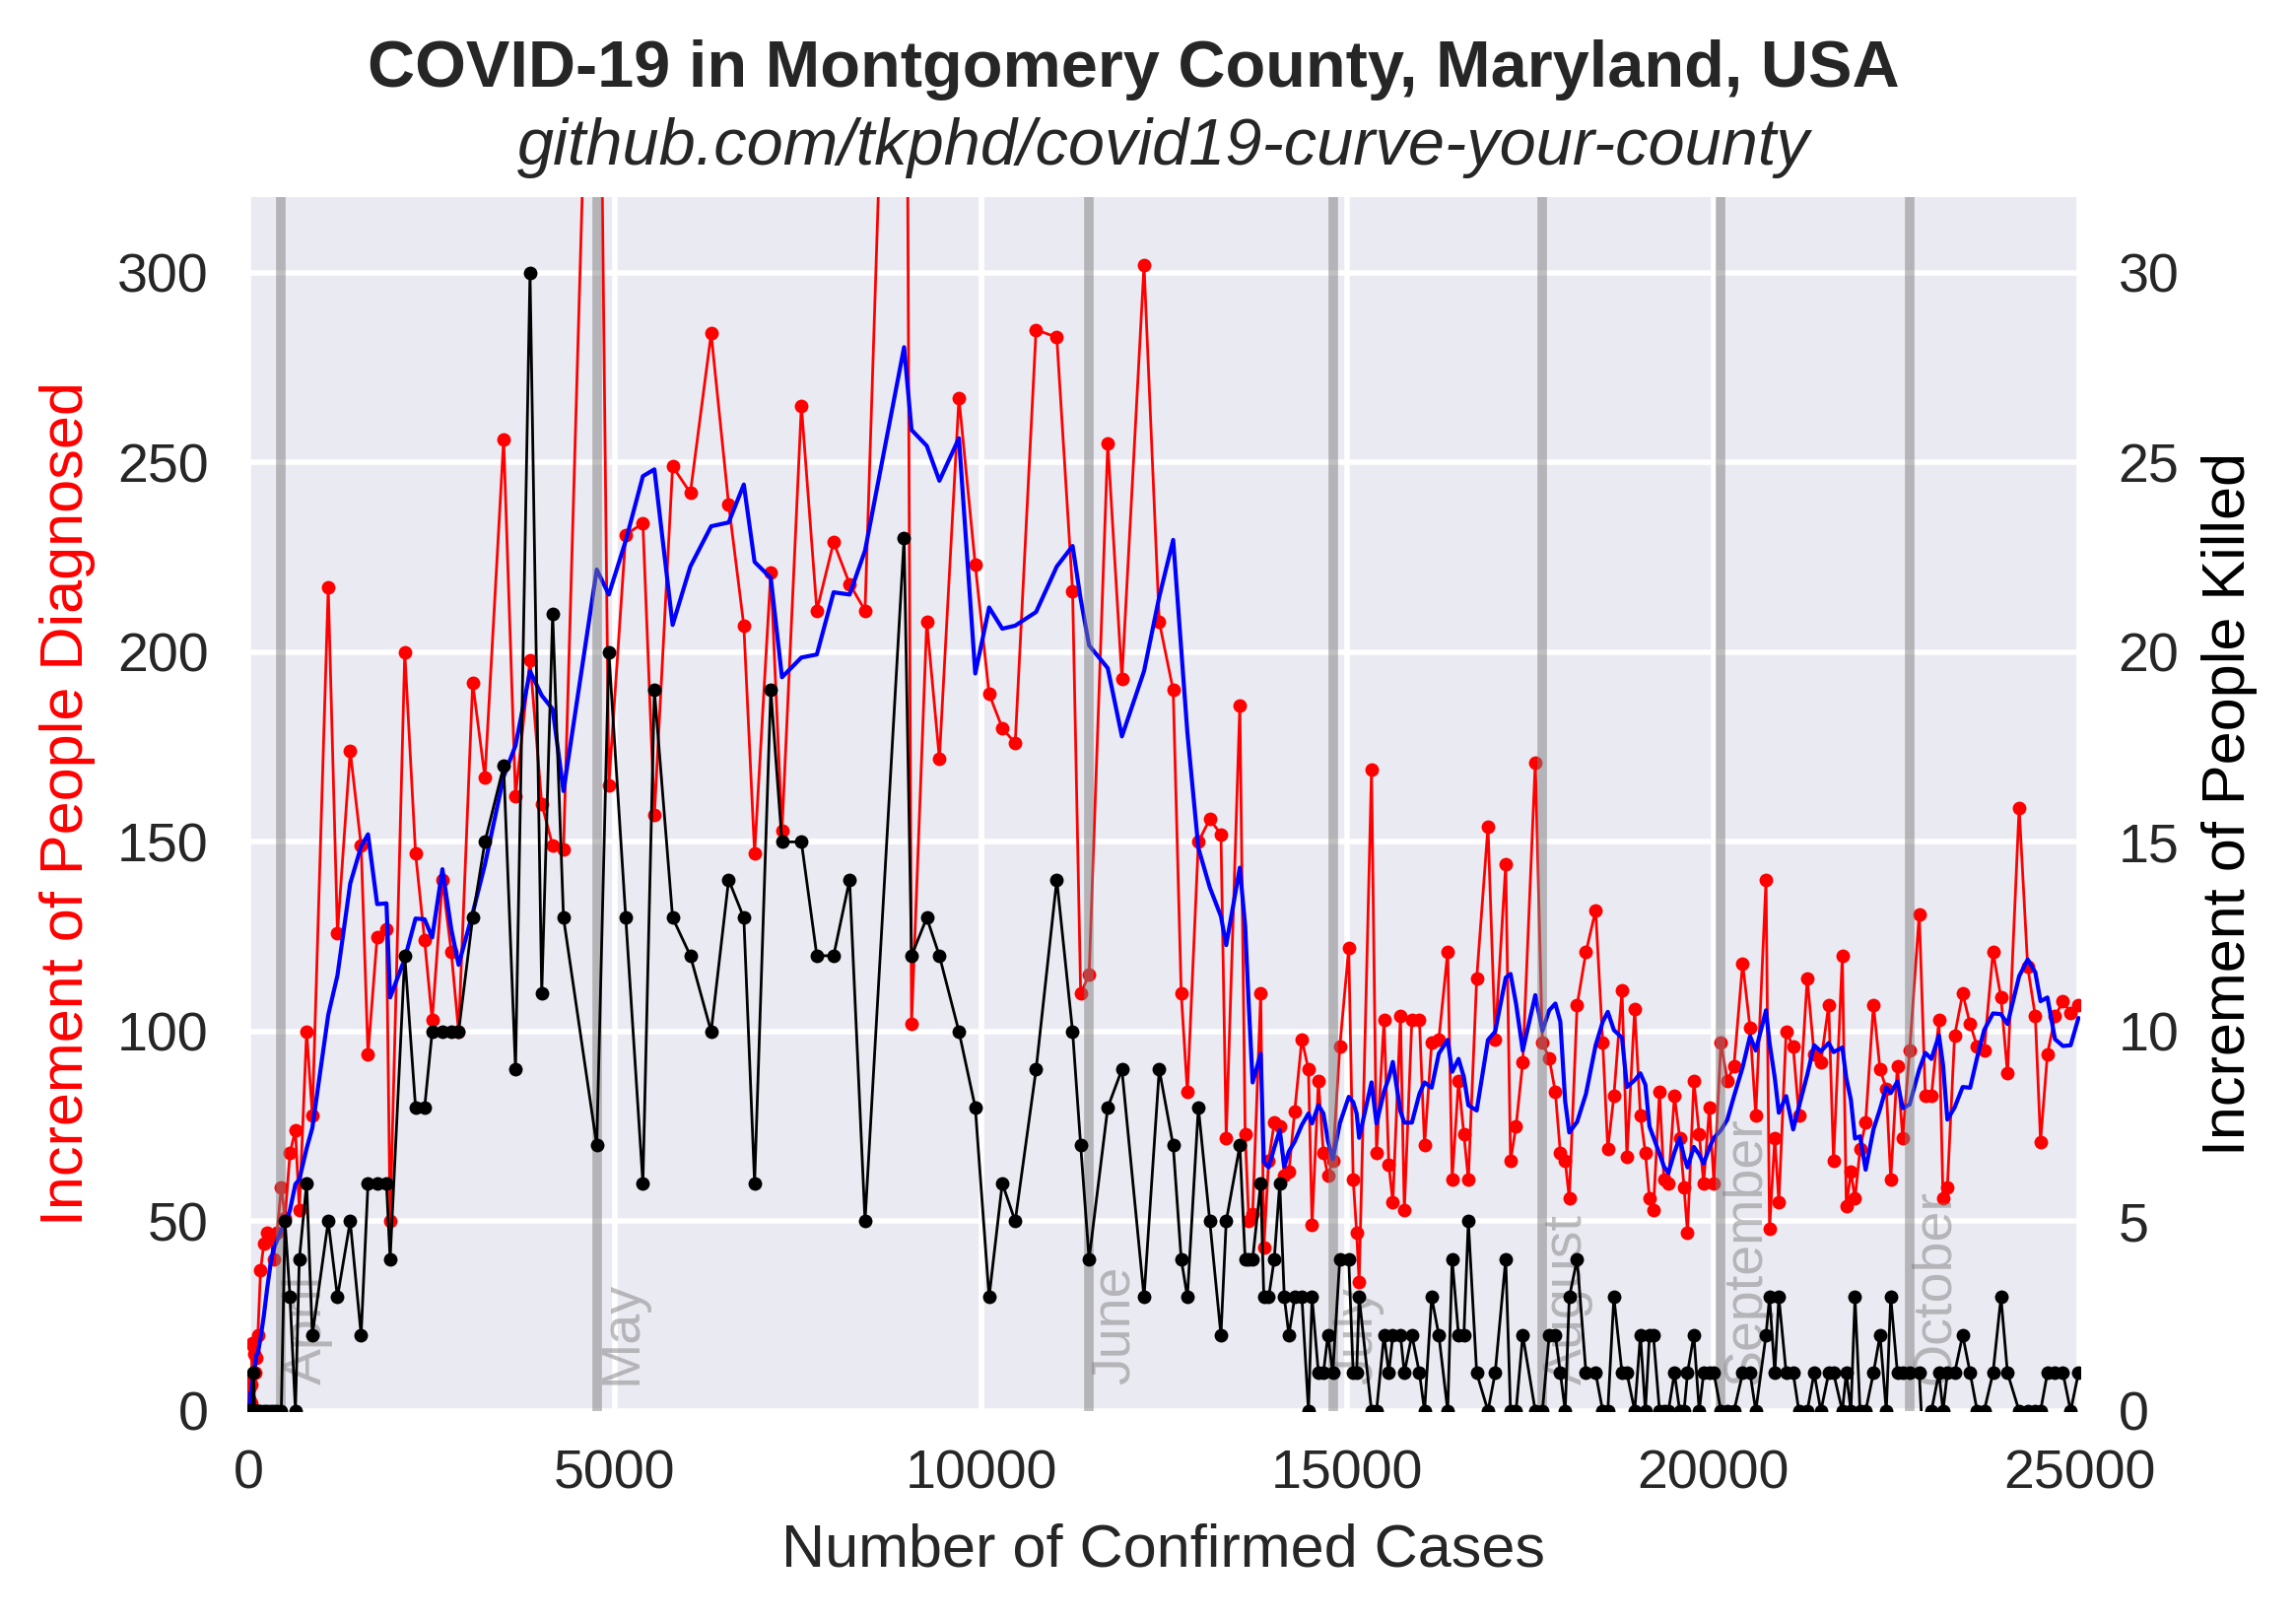 COVID-19 in Montgomery County, Maryland, USA
github.com/tkphd/covid19-curve-your-county
Increment of People Diagnosed
300
250
200
150
100
50
0
April
May
June
July
August
September
October
30
25
20
15
10
5
0
Increment of People Killed
0
5000
10000
15000
20000
25000
Number of Confirmed Cases